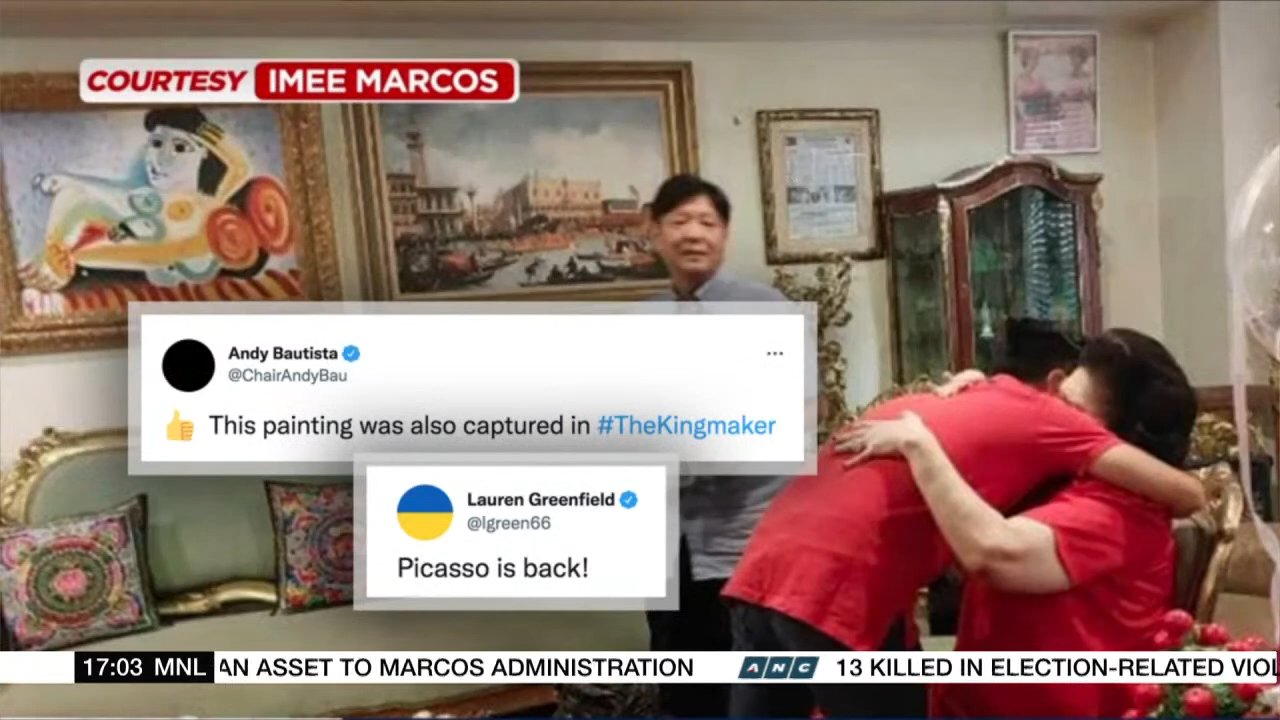 COURTESY IMEE MARCOS
Andy Bautista
@ChairAndyBau
👍 This painting was also captured in #TheKingmaker
Lauren Greenfield
@lgreen66
Picasso is back!
17:03 MNL AN ASSET TO MARCOS ADMINISTRATION ANC 13 KILLED IN ELECTION-RELATED VIOL